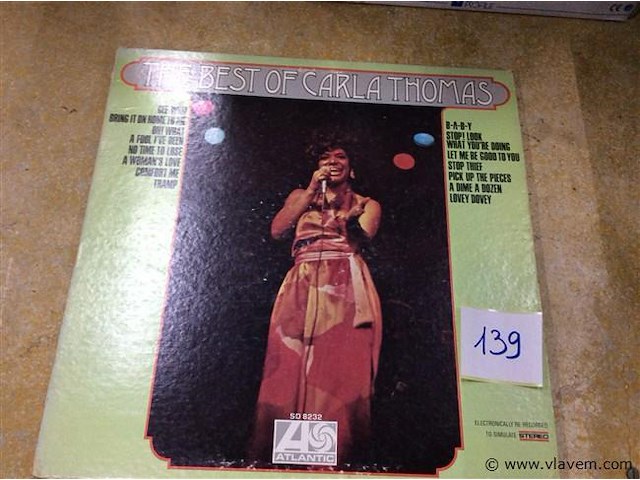 THE BEST OF CARLA THOMAS
GEE WHIZ
BRING IT ON HOME TO ME
OH! WHAT
A FOOL I'VE BEEN
NO TIME TO LOSE
A WOMAN'S LOVE
COMFORT ME
TRAMP
B-A-B-Y
STOP! LOOK
WHAT YOU'RE DOING
LET ME BE GOOD TO YOU
STOP THIEF
PICK UP THE PIECES
A DIME A DOZEN
LOVEY DOVEY
139
SD 8232
ATLANTIC
ELECTRONICALLY RE-RECORDED
TO SIMULATE STEREO
© www.vlavem.com